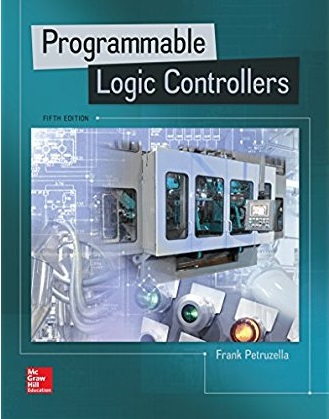 Programmable
Logic Controllers
FIFTH EDITION
Frank Petruzella
Mc
Graw
Hill
Education